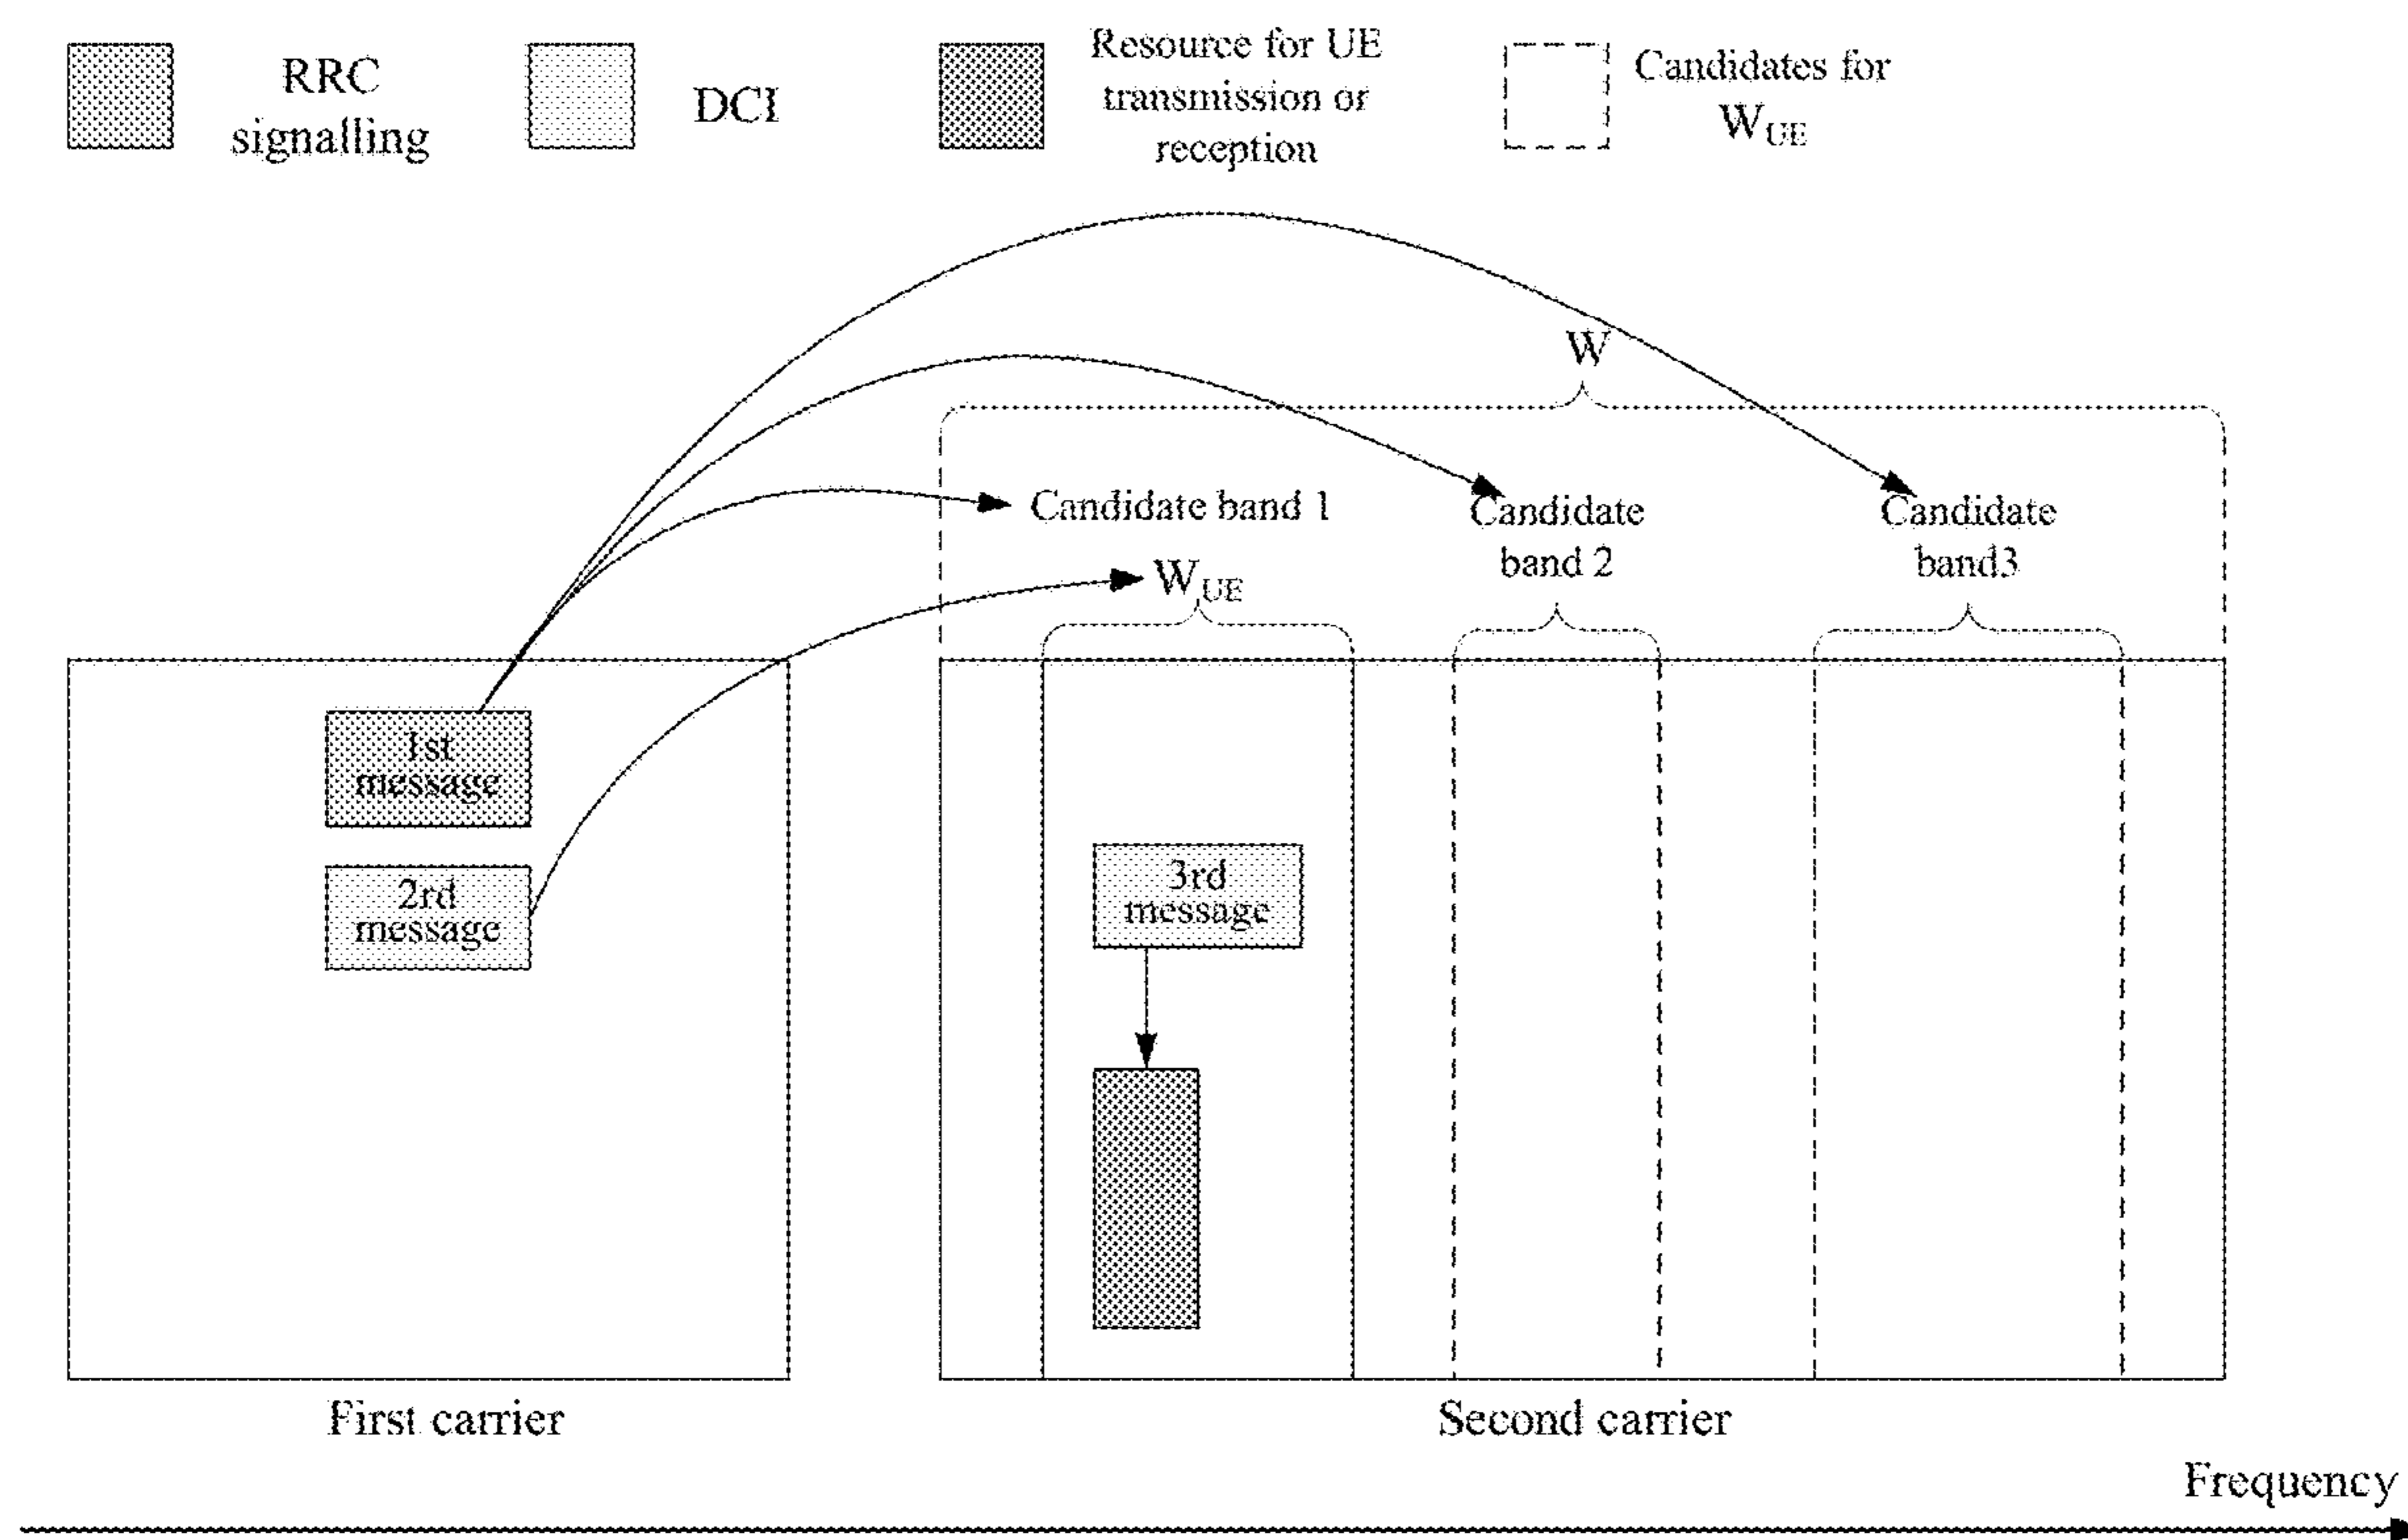 RRC
signalling
DCI
Resource for UE
transmission or
reception
Candidates for
W_UE
W
Candidate band 1
Candidate
band 2
Candidate
band3
W_UE
1st
message
2rd
message
3rd
message
First carrier
Second carrier
Frequency